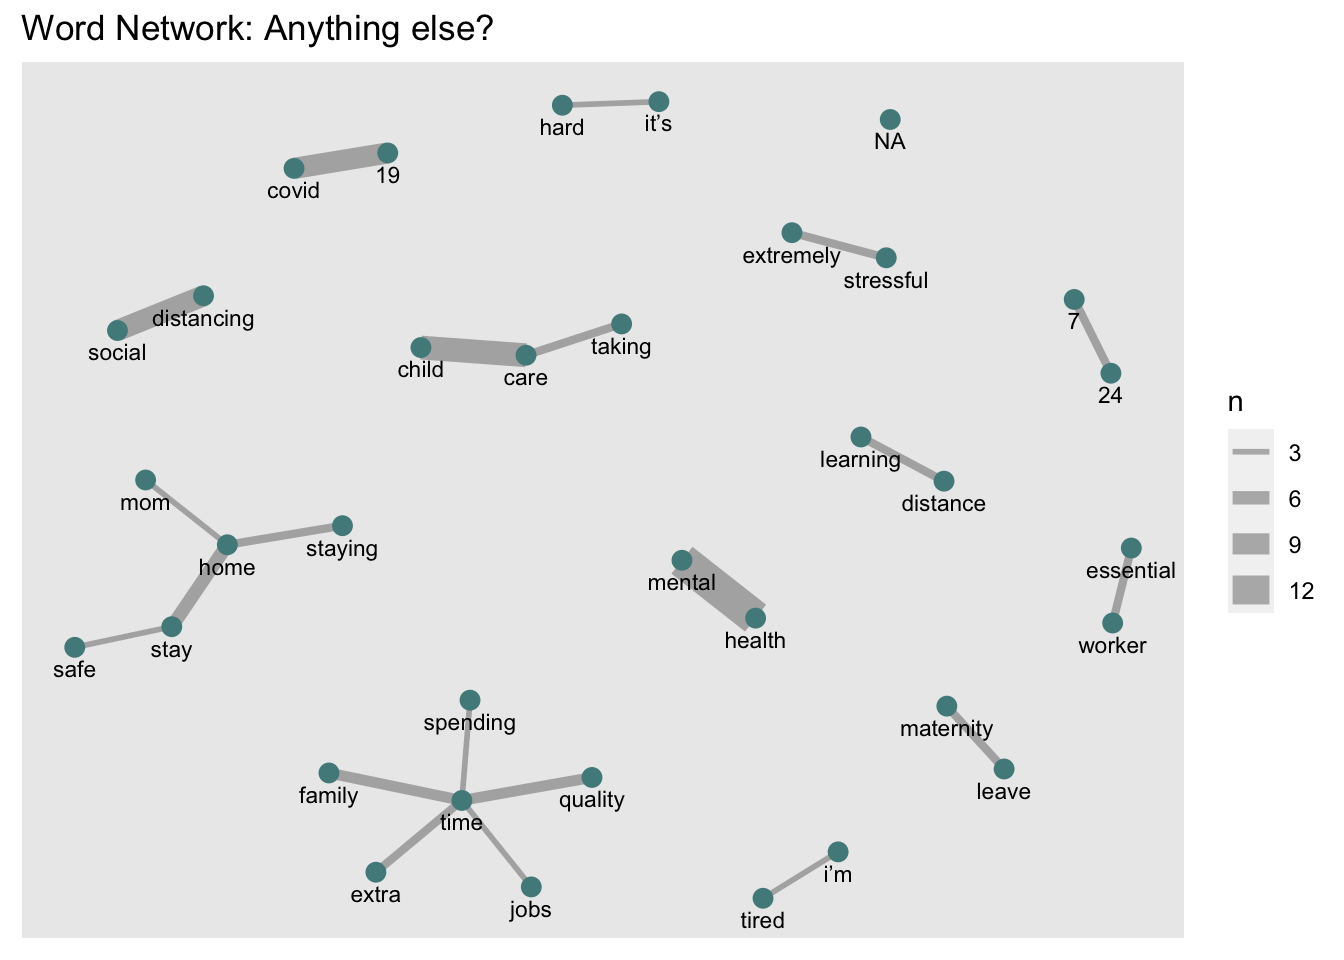 Word Network: Anything else?
hard
it’s
NA
covid
19
extremely
stressful
distancing
social
7
24
child
care
taking
learning
distance
mom
staying
home
stay
safe
mental
health
essential
worker
spending
family
quality
time
extra
jobs
maternity
leave
i’m
tired
n
3
6
9
12